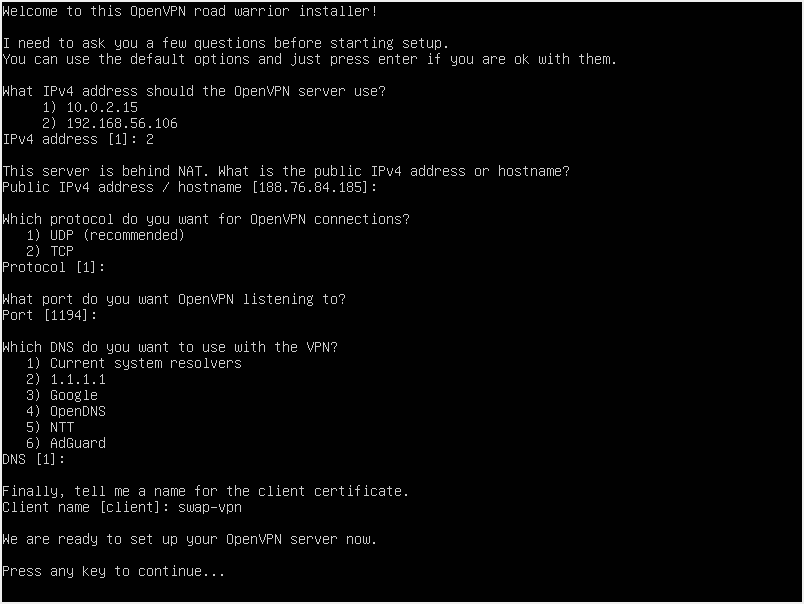 Welcome to this OpenVPN road warrior installer!
I need to ask you a few questions before starting setup.
You can use the default options and just press enter if you are ok with them.
What IPv4 address should the OpenVPN server use?
1) 10.0.2.15
2) 192.168.56.106
IPv4 address [1]: 2
This server is behind NAT. What is the public IPv4 address or hostname?
Public IPv4 address / hostname [188.76.84.185]:
Which protocol do you want for OpenVPN connections?
1) UDP (recommended)
2) TCP
Protocol [1]:
What port do you want OpenVPN listening to?
Port [1194]:
Which DNS do you want to use with the VPN?
1) Current system resolvers
2) 1.1.1.1
3) Google
4) OpenDNS
5) NTT
6) AdGuard
DNS [1]:
Finally, tell me a name for the client certificate.
Client name [client]: swap-vpn
We are ready to set up your OpenVPN server now.
Press any key to continue...